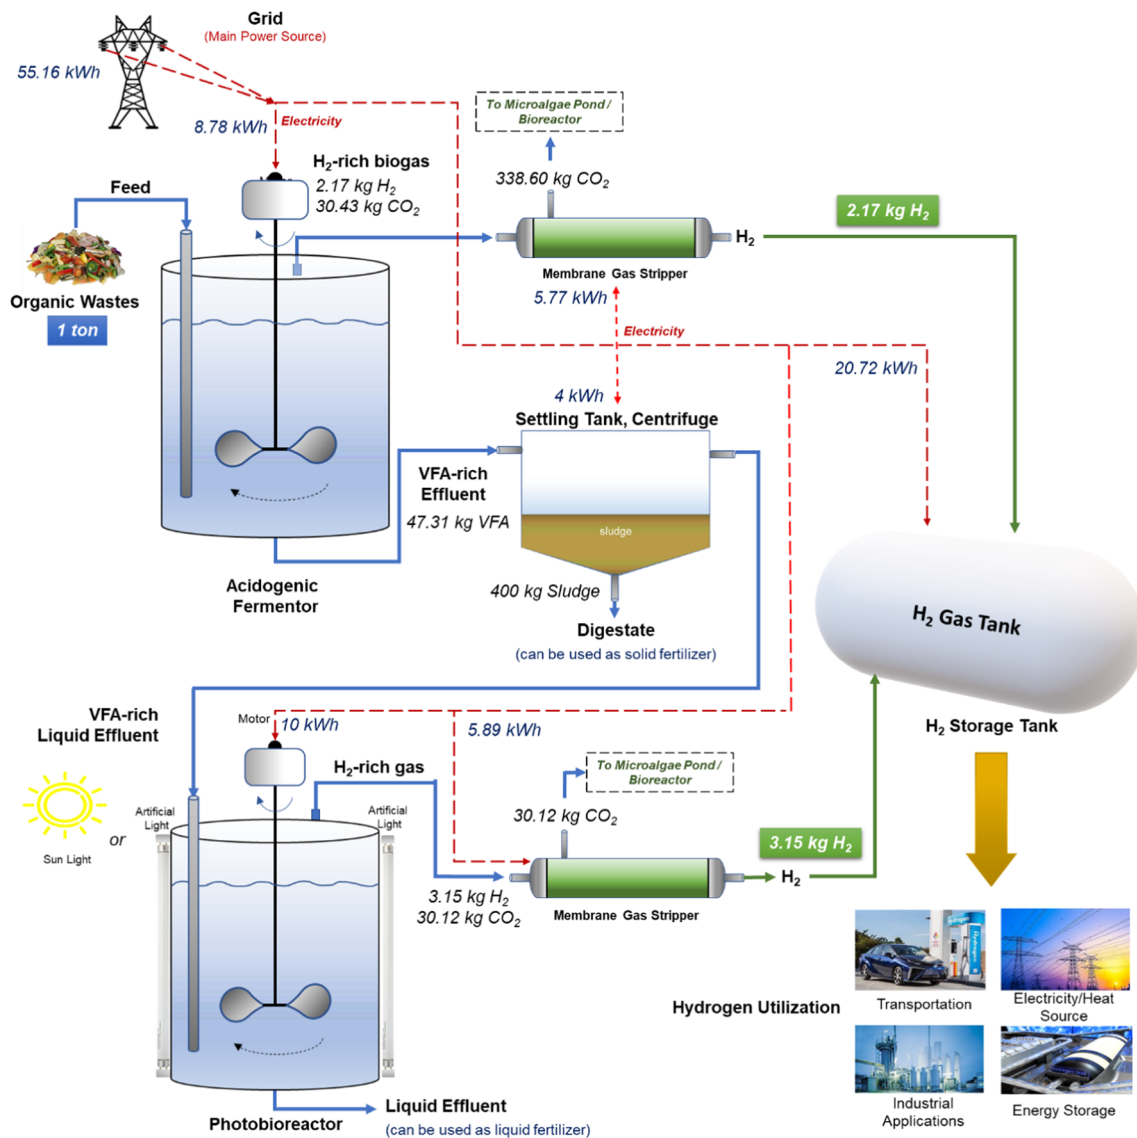 Grid
(Main Power Source)
55.16 kWh
8.78 kWh
Electricity
To Microalgae Pond /
Bioreactor
H₂-rich biogas
2.17 kg H₂
30.43 kg CO₂
338.60 kg CO₂
Feed
2.17 kg H₂
H₂
Membrane Gas Stripper
5.77 kWh
Organic Wastes
1 ton
Electricity
20.72 kWh
4 kWh
Settling Tank, Centrifuge
VFA-rich
Effluent
47.31 kg VFA
sludge
400 kg Sludge
Acidogenic
Fermentor
Digestate
(can be used as solid fertilizer)
H₂ Gas Tank
H₂ Storage Tank
VFA-rich
Liquid Effluent
Motor
10 kWh
5.89 kWh
H₂-rich gas
To Microalgae Pond /
Bioreactor
30.12 kg CO₂
Artificial
Light
or
Sun Light
Artificial
Light
3.15 kg H₂
H₂
3.15 kg H₂
30.12 kg CO₂
Membrane Gas Stripper
Hydrogen Utilization
Transportation
Electricity/Heat
Source
Industrial
Applications
Energy Storage
Liquid Effluent
(can be used as liquid fertilizer)
Photobioreactor